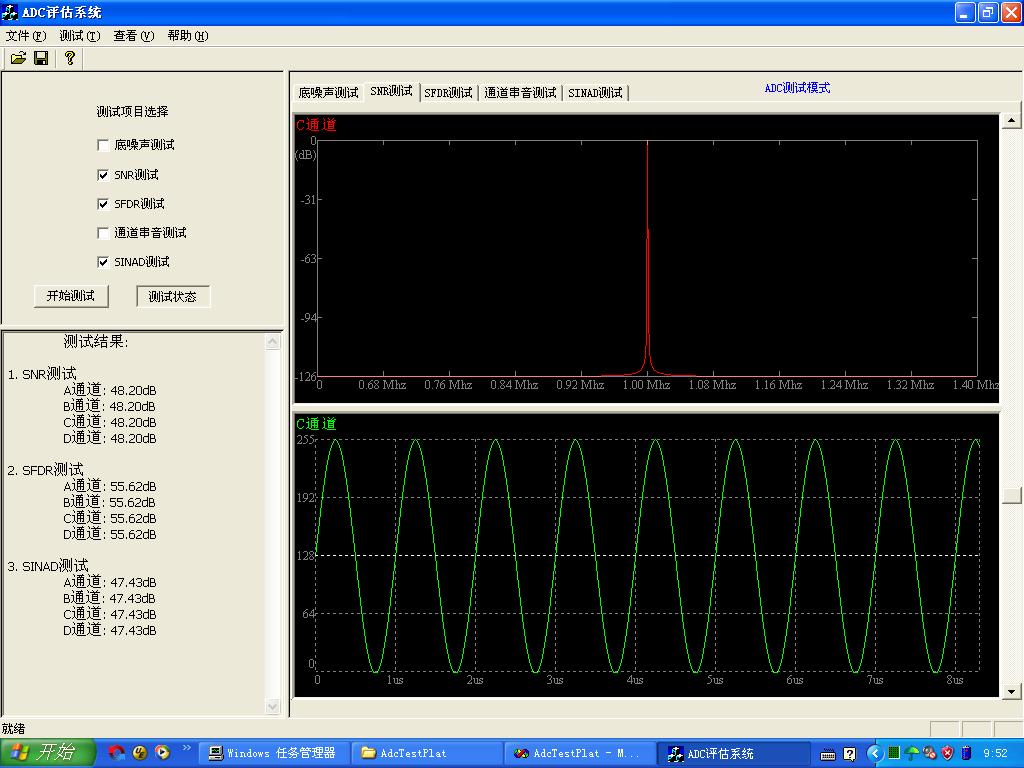 ADC评估系统
文件(F) 测试(T) 查看(V) 帮助(H)
?
测试项目选择
底噪声测试
SNR测试
SFDR测试
通道串音测试
SINAD测试
开始测试 测试状态
测试结果:
1. SNR测试
A通道: 48.20dB
B通道: 48.20dB
C通道: 48.20dB
D通道: 48.20dB
2. SFDR测试
A通道: 55.62dB
B通道: 55.62dB
C通道: 55.62dB
D通道: 55.62dB
3. SINAD测试
A通道: 47.43dB
B通道: 47.43dB
C通道: 47.43dB
D通道: 47.43dB
底噪声测试 SNR测试 SFDR测试 通道串音测试 SINAD测试 ADC测试模式
C通道
0
(dB)
-31
-63
-94
-126
0 0.68 Mhz 0.76 Mhz 0.84 Mhz 0.92 Mhz 1.00 Mhz 1.08 Mhz 1.16 Mhz 1.24 Mhz 1.32 Mhz 1.40 Mhz
C通道
255
192
128
64
0
0 1us 2us 3us 4us 5us 6us 7us 8us
就绪
开始 Windows 任务管理器 AdcTestPlat AdcTestPlat - M... ADC评估系统 9:52